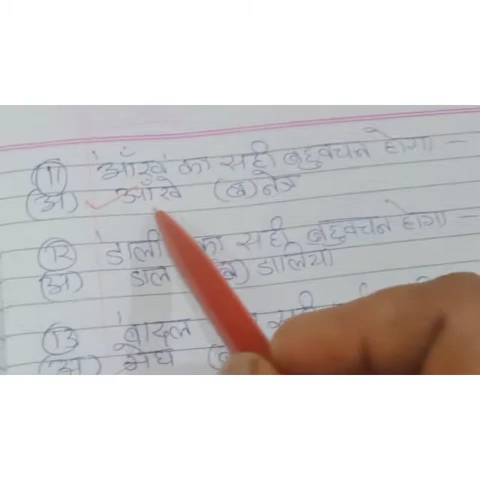 (11) 'आँख' का सही बहुवचन होगा –
(अ) आँखे (ब) नेत्र
(12) 'डाली का सही बहुवचन होगा –
(अ) डाल डालियाँ
(13) 'बादल
(अ) मेघ